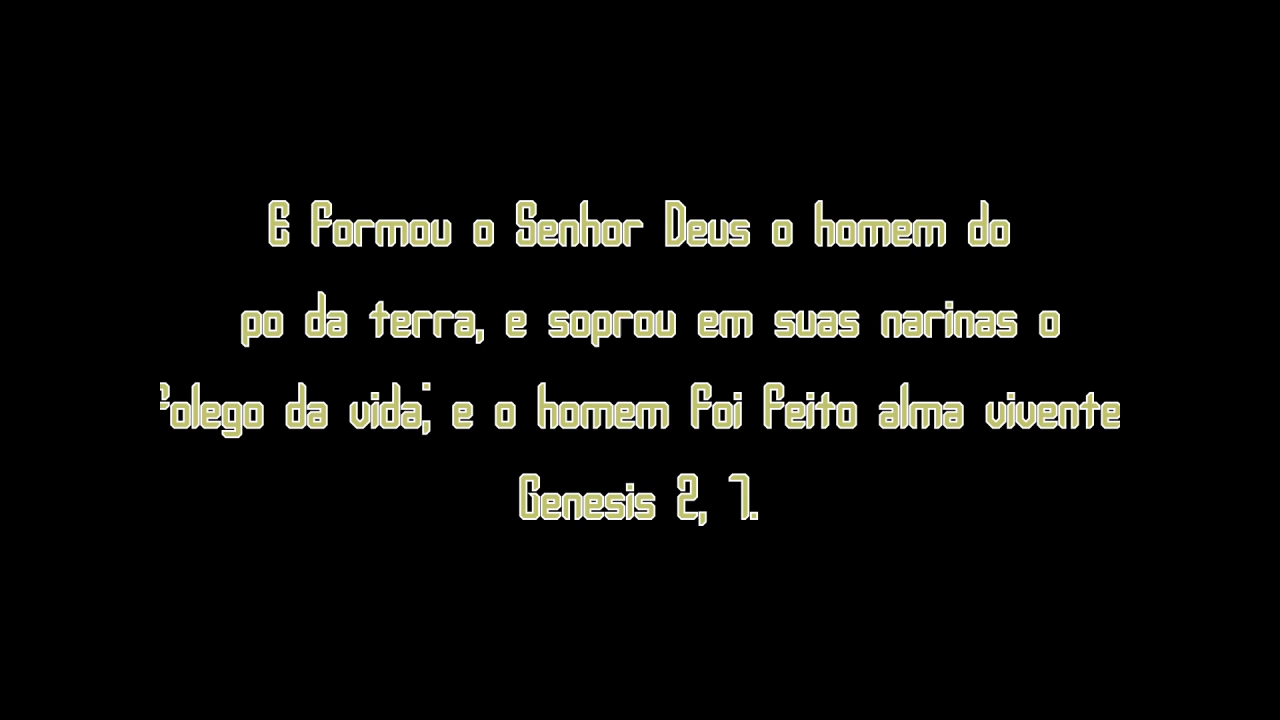 E formou o Senhor Deus o homem do
po da terra, e soprou em suas narinas o
folego da vida; e o homem foi feito alma vivente
Genesis 2, 7.